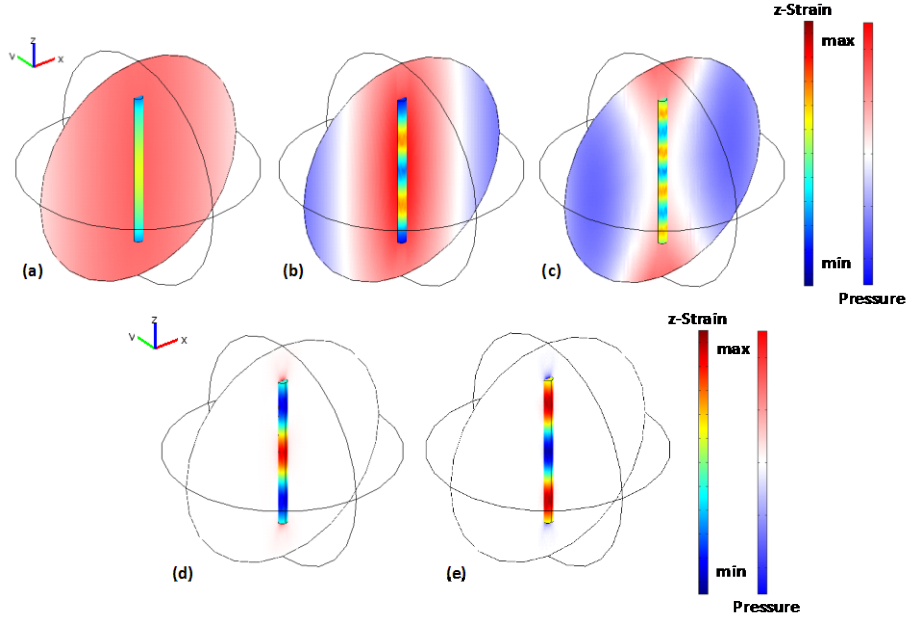 z-Strain
max
z
y
x
(a)
(b)
(c)
min
Pressure
z-Strain
max
z
y
x
min
(d)
(e)
Pressure